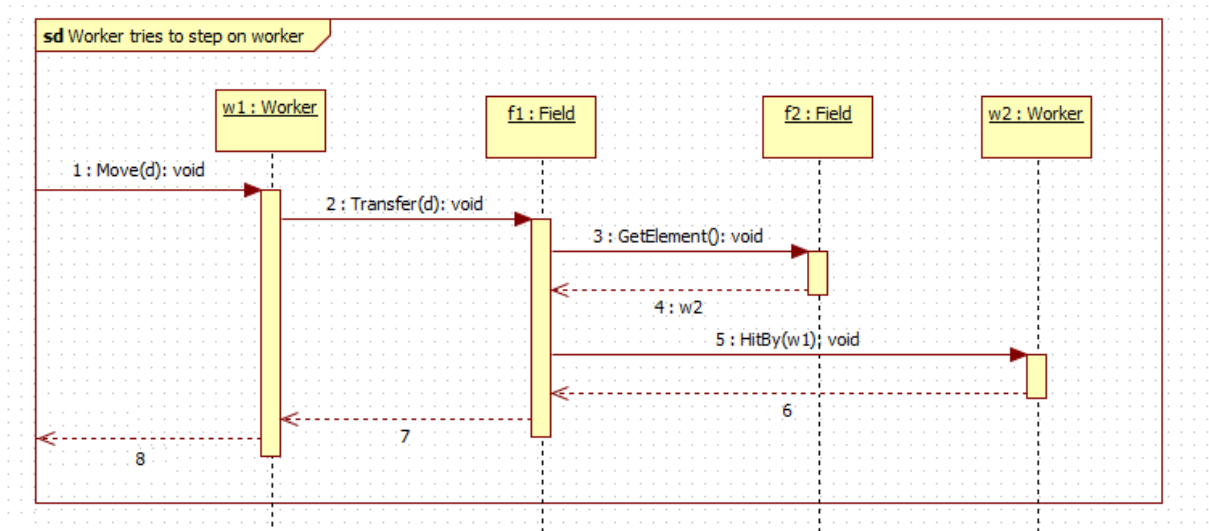 sd Worker tries to step on worker
w1 : Worker
f1 : Field
f2 : Field
w2 : Worker
1 : Move(d): void
2 : Transfer(d): void
3 : GetElement(): void
4 : w2
5 : HitBy(w1): void
6
7
8